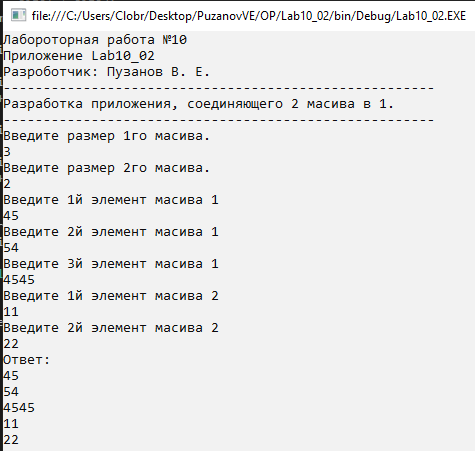 file:///C:/Users/Clobr/Desktop/PuzanovVE/OP/Lab10_02/bin/Debug/Lab10_02.EXE
Лабороторная работа №10
Приложение Lab10_02
Разроботчик: Пузанов В. Е.
------------------------------------------------------
Разработка приложения, соединяющего 2 масива в 1.
------------------------------------------------------
Введите размер 1го масива.
3
Введите размер 2го масива.
2
Введите 1й элемент масива 1
45
Введите 2й элемент масива 1
54
Введите 3й элемент масива 1
4545
Введите 1й элемент масива 2
11
Введите 2й элемент масива 2
22
Ответ:
45
54
4545
11
22